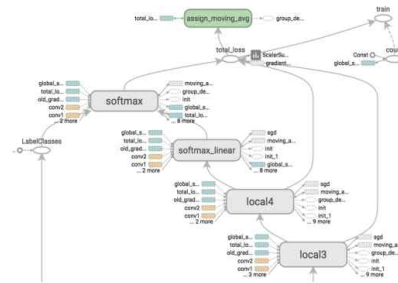 total_lo...
assign_moving_avg
group_de...
train
total_loss
ScalarSu...
gradient...
Const
global_s...
cou
global_s...
total_lo...
old_grad...
conv2
conv1
... 2 more
softmax
moving_a...
group_de...
init
global_s...
total_lo...
... 8 more
LabelClasses
global_s...
total_lo...
old_grad...
conv2
conv1
... 2 more
softmax_linear
sgd
moving_a...
init
init_1
global_s...
... 8 more
global_s...
total_lo...
old_grad...
conv2
conv1
... 2 more
local4
sgd
moving_a...
group_de...
init
init_1
... 9 more
global_s...
total_lo...
old_grad...
conv2
conv1
... 3 more
local3
sgd
moving_a...
group_de...
init
init_1
... 9 more